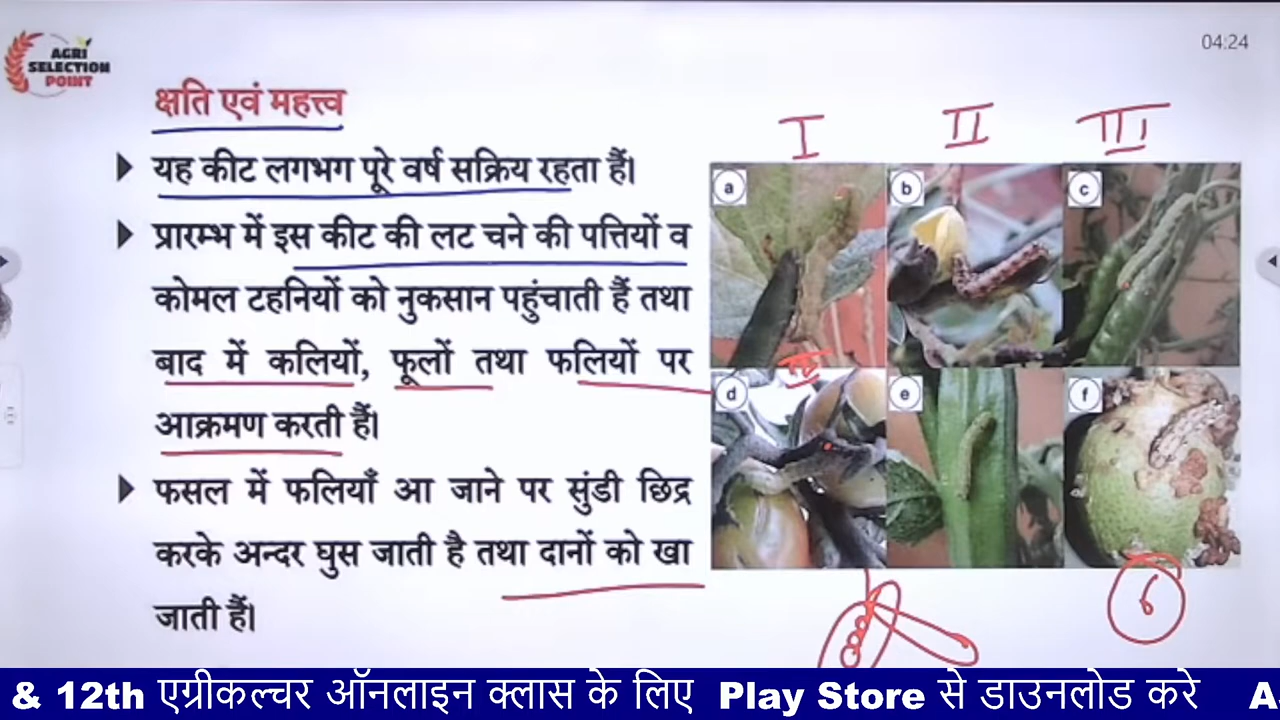 AGRI
SELECTION
POINT
04:24
क्षति एवं महत्त्व
यह कीट लगभग पूरे वर्ष सक्रिय रहता हैं।
प्रारम्भ में इस कीट की लट चने की पत्तियों व
कोमल टहनियों को नुकसान पहुंचाती हैं तथा
बाद में कलियों, फूलों तथा फलियों पर
आक्रमण करती हैं।
फसल में फलियाँ आ जाने पर सुंडी छिद्र
करके अन्दर घुस जाती है तथा दानों को खा
जाती हैं।
I II III
a b c
d e f
6
& 12th एग्रीकल्चर ऑनलाइन क्लास के लिए Play Store से डाउनलोड करे A